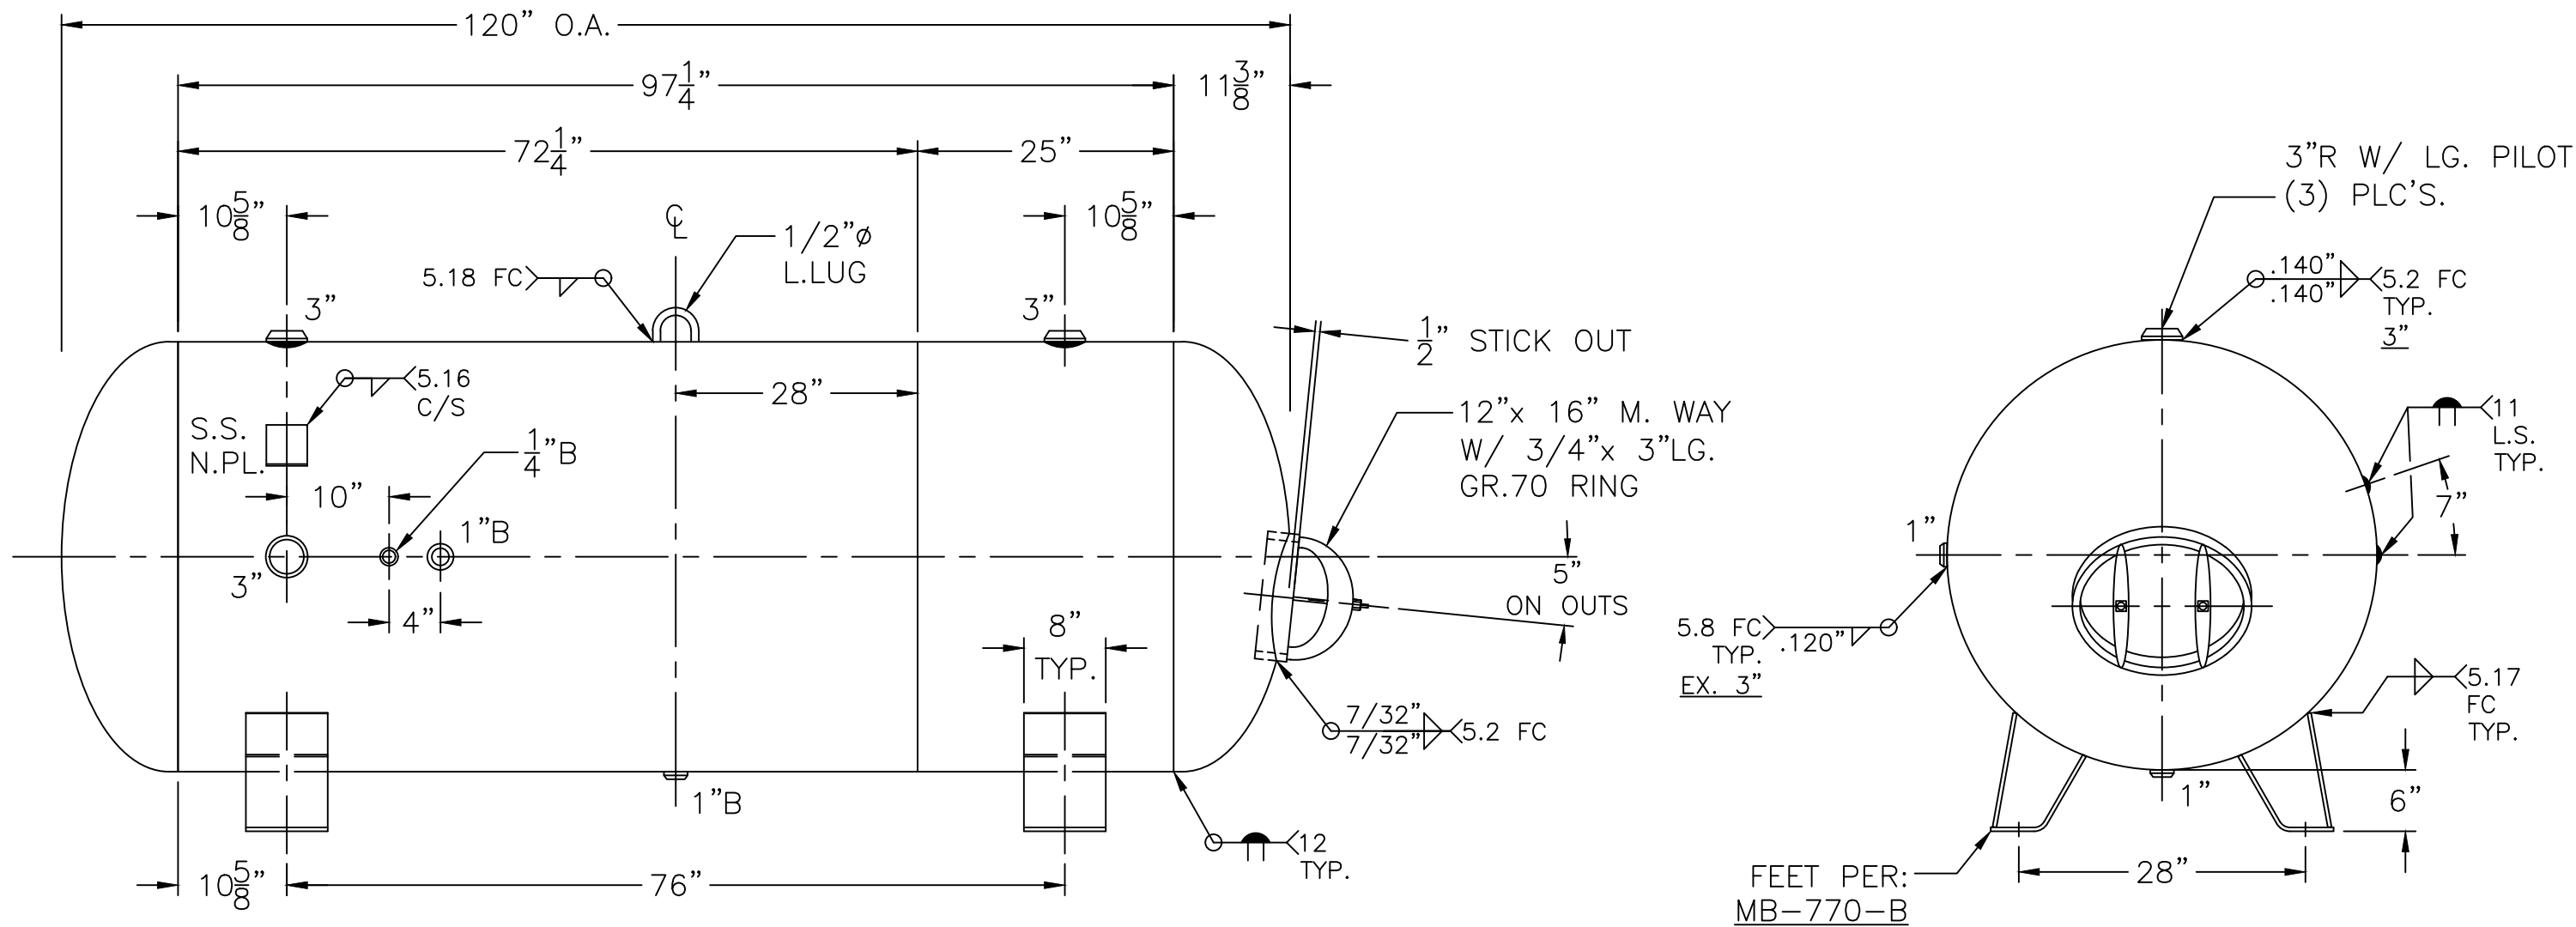 120" O.A.
97 1/4"
11 3/8"
72 1/4"
25"
10 5/8"
℄
10 5/8"
1/2"ø
L.LUG
5.18 FC
3"
3"
1/2" STICK OUT
5.16
C/S
28"
12"x 16" M. WAY
W/ 3/4"x 3"LG.
GR.70 RING
S.S.
N.PL.
1/4"B
10"
1"B
3"
4"
5"
ON OUTS
8"
TYP.
7/32"
7/32"
5.2 FC
1"B
12
TYP.
10 5/8"
76"
3"R W/ LG. PILOT
(3) PLC'S.
.140"
.140"
5.2 FC
TYP.
3"
11
L.S.
TYP.
7"
1"
5.8 FC
.120"
TYP.
EX. 3"
5.17
FC
TYP.
1"
6"
FEET PER:
MB-770-B
28"